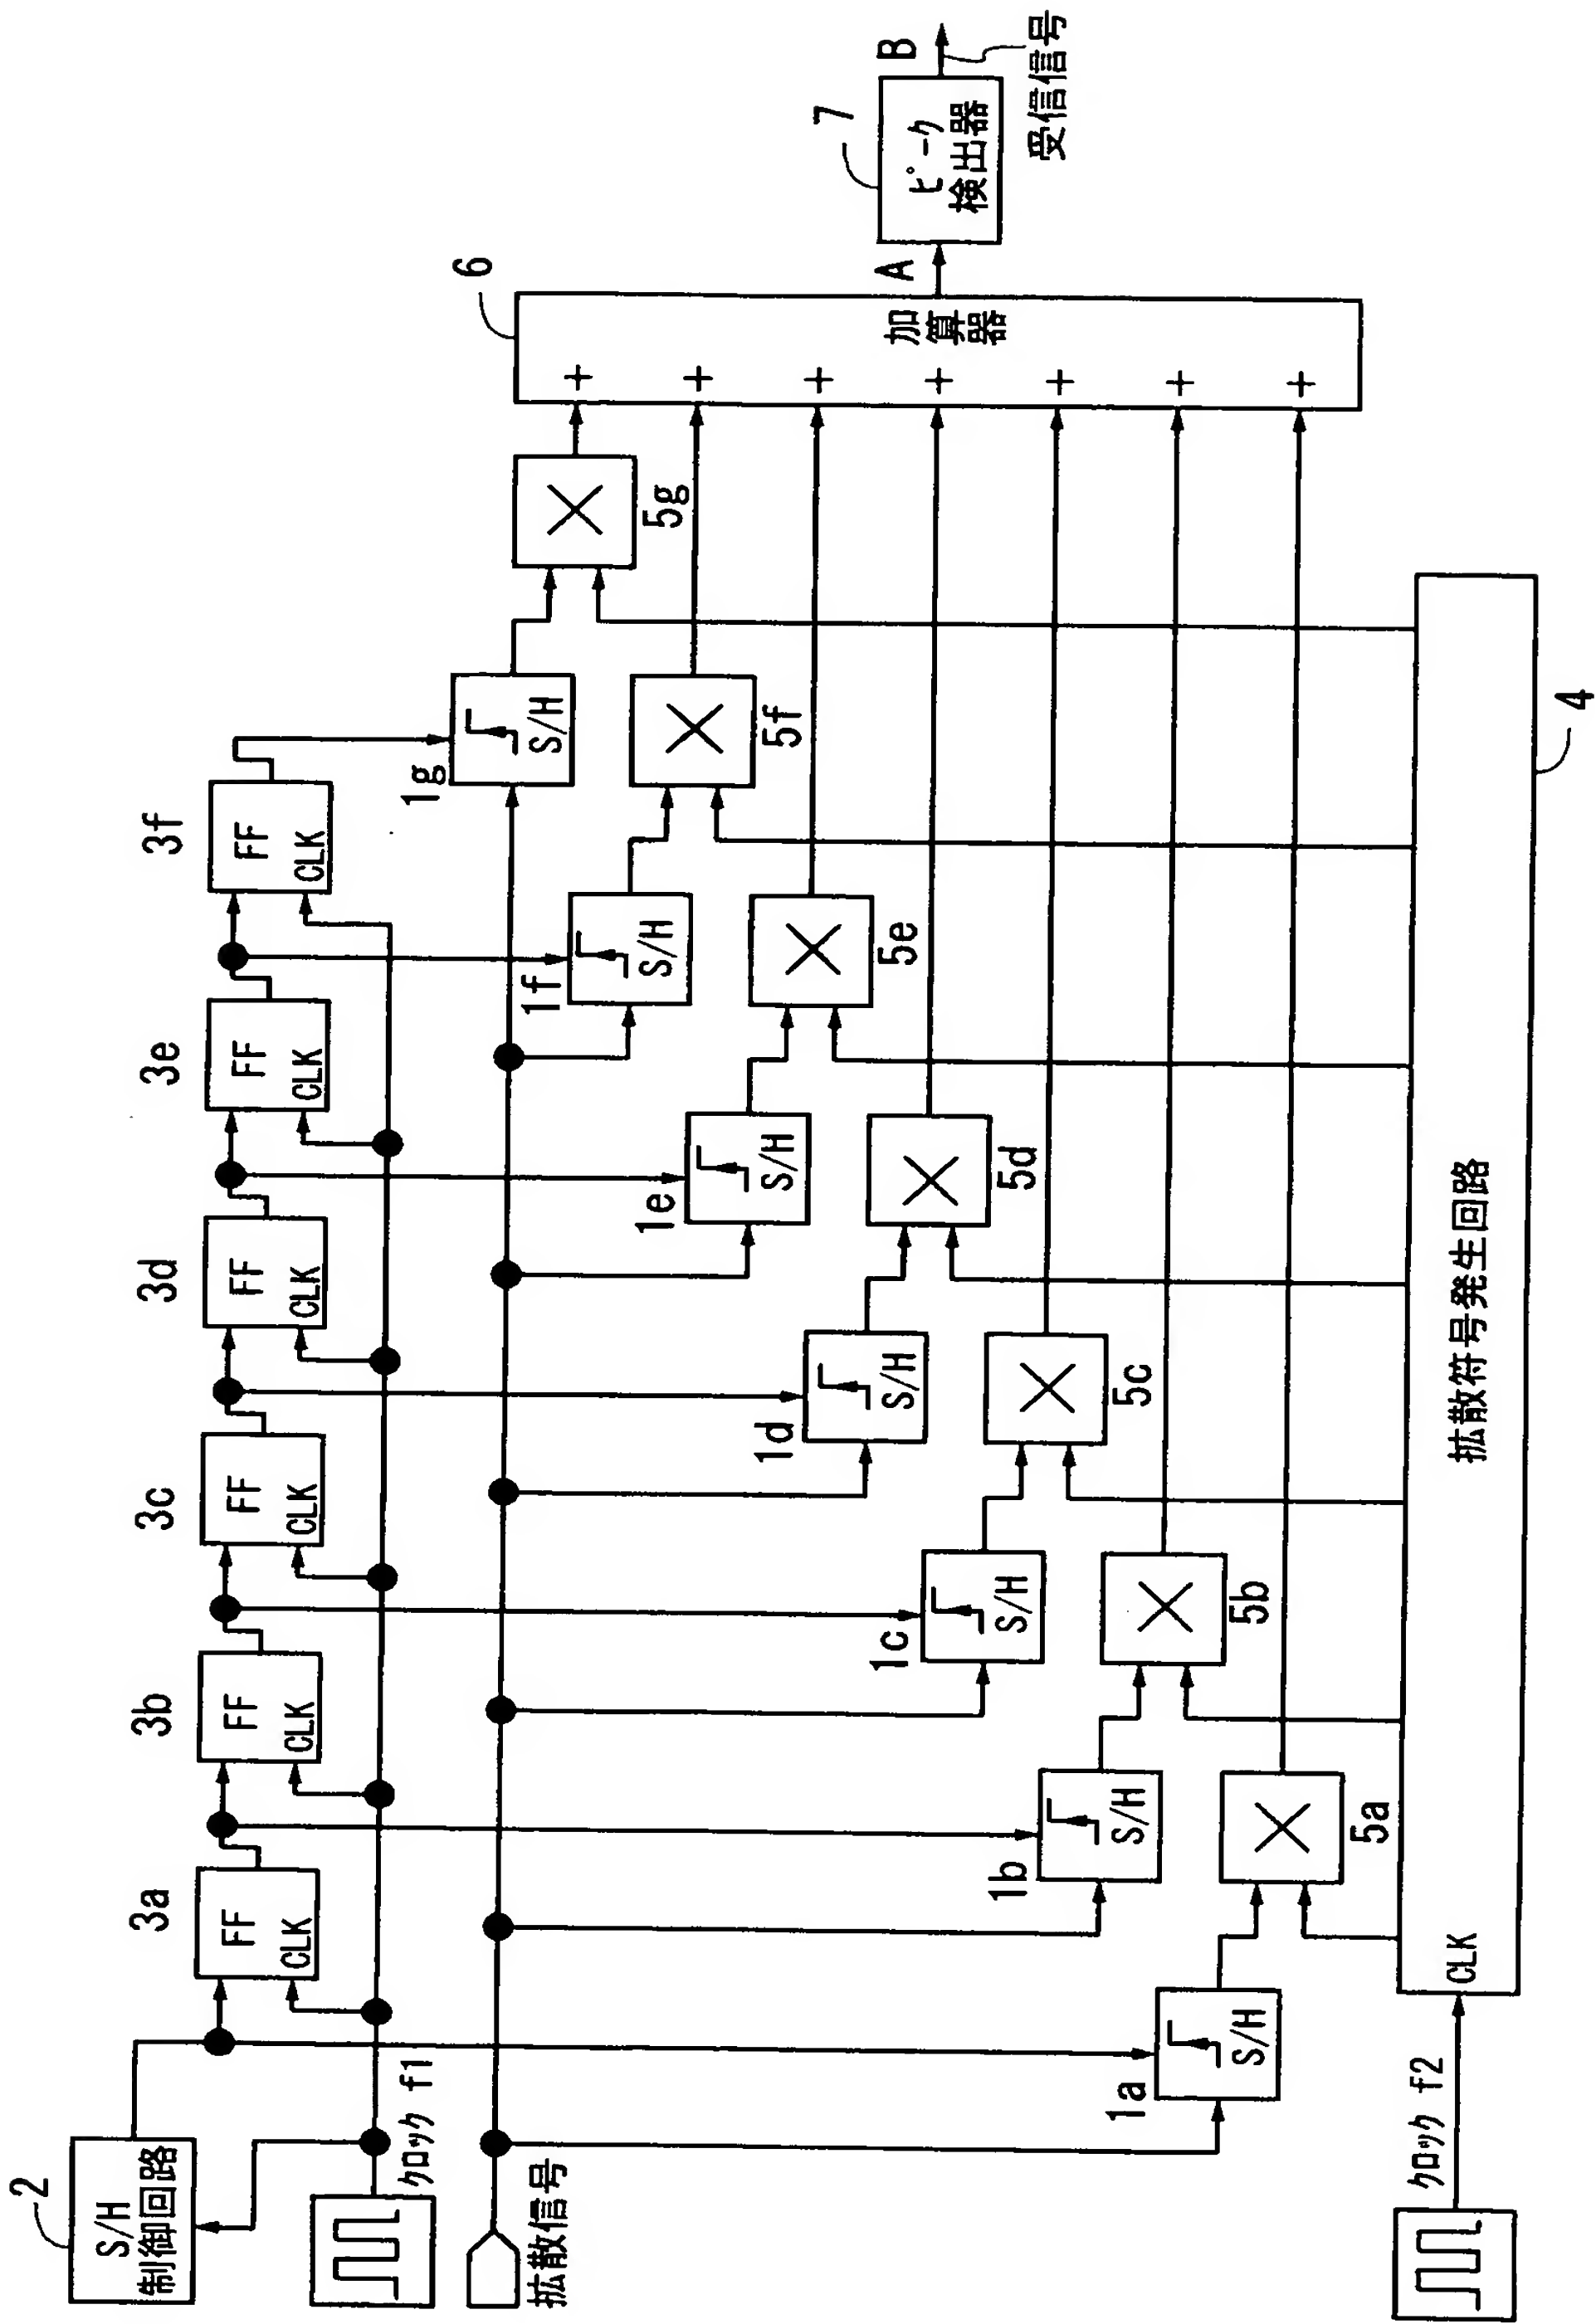 2
S/H
制御回路
クロック f1
拡散信号
3a
FF
CLK
3b
FF
CLK
3c
FF
CLK
3d
FF
CLK
3e
FF
CLK
3f
FF
CLK
1a
S/H
1b
S/H
1c
S/H
1d
S/H
1e
S/H
1f
S/H
1g
S/H
5a
5b
5c
5d
5e
5f
5g
6
+
+
+
+
+
+
+
加算器
A
7
ピーク
検出器
B
受信信号
クロック f2
CLK
拡散符号発生回路
4